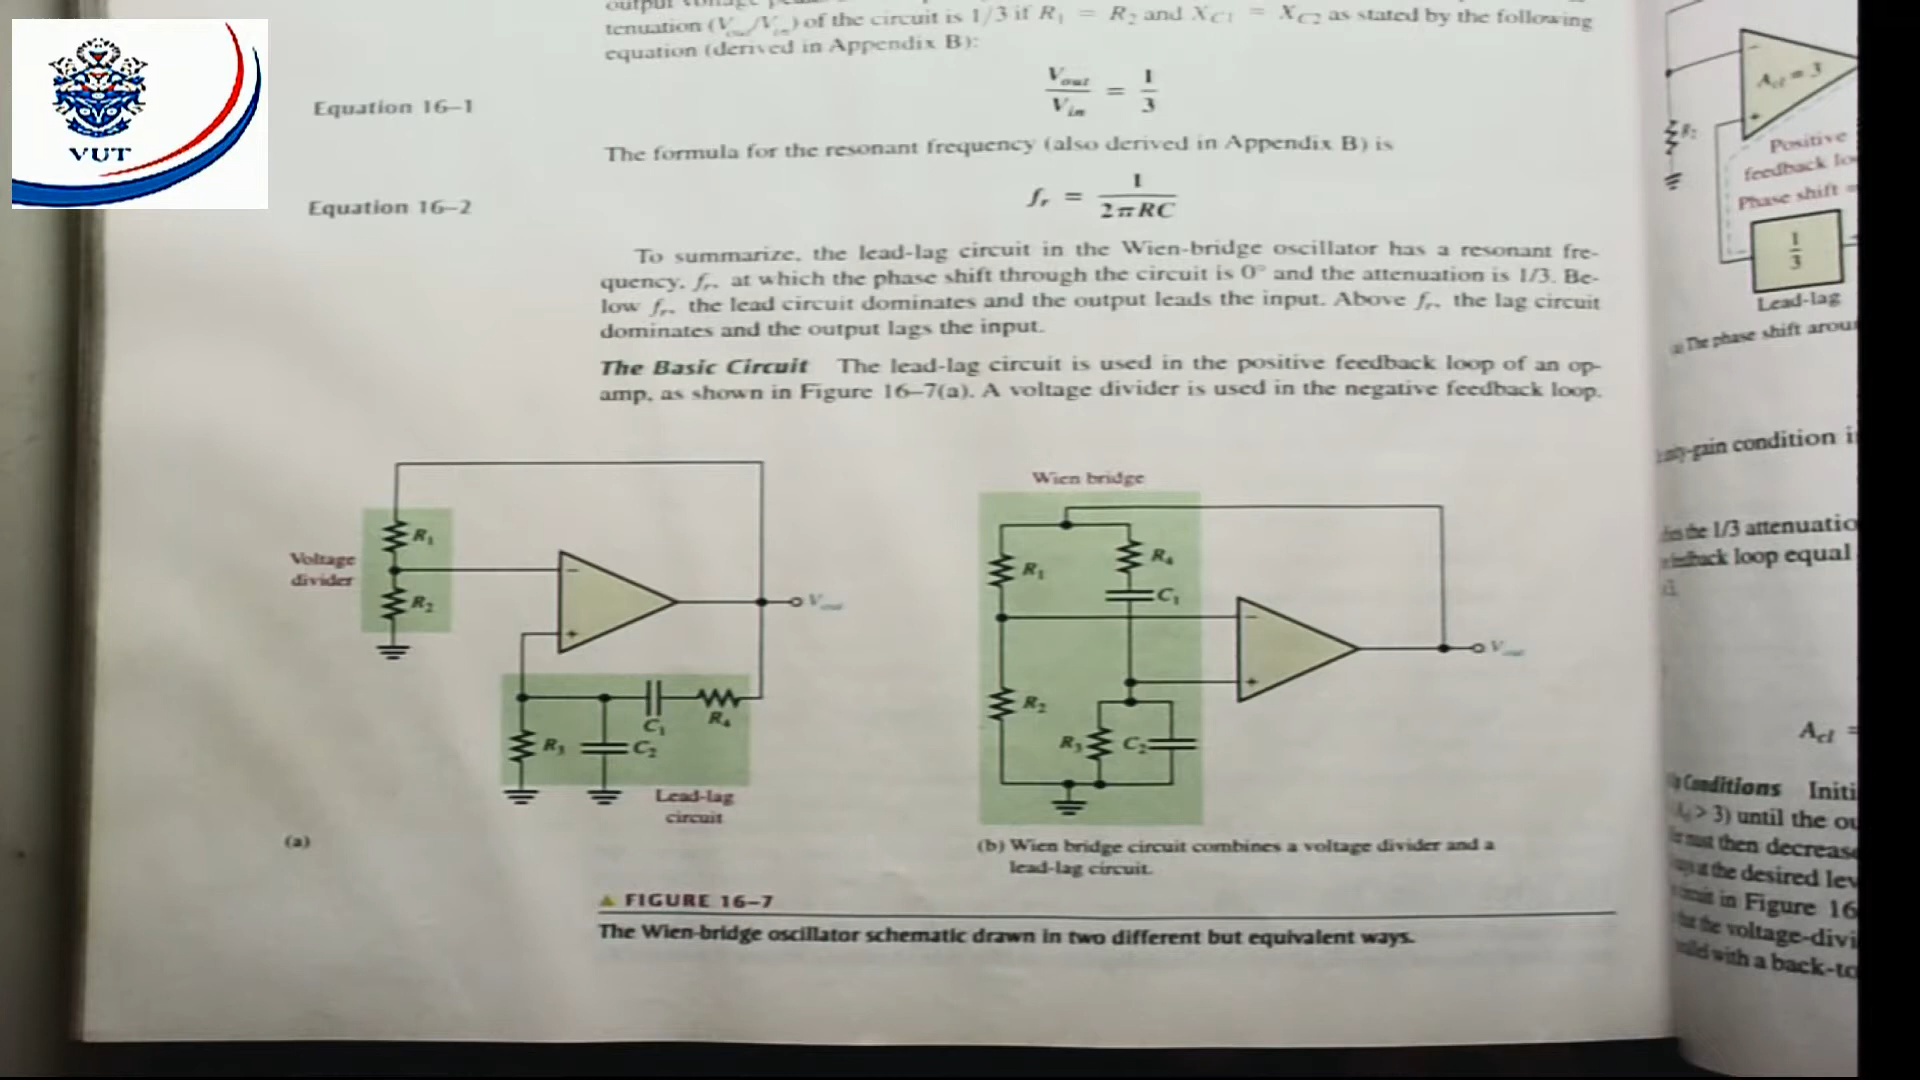 VUT
tenuation (Vout/Vin) of the circuit is 1/3 if R1 = R2 and XC1 = XC2 as stated by the following
equation (derived in Appendix B):
Equation 16–1
Vout/Vin = 1/3
The formula for the resonant frequency (also derived in Appendix B) is
Equation 16–2
fr = 1/2πRC
To summarize, the lead-lag circuit in the Wien-bridge oscillator has a resonant fre-
quency, fr, at which the phase shift through the circuit is 0° and the attenuation is 1/3. Be-
low fr, the lead circuit dominates and the output leads the input. Above fr, the lag circuit
dominates and the output lags the input.
The Basic Circuit The lead-lag circuit is used in the positive feedback loop of an op-
amp, as shown in Figure 16–7(a). A voltage divider is used in the negative feedback loop.
Voltage
divider
R1
R2
−
+
Vout
R3
C2
C1
R4
Lead-lag
circuit
(a)
Wien bridge
R1
R4
C1
R2
R3
C2
−
+
Vout
(b) Wien bridge circuit combines a voltage divider and a
lead-lag circuit.
▲ FIGURE 16–7
The Wien-bridge oscillator schematic drawn in two different but equivalent ways.
Acl = 3
−
+
R2
Positive
feedback
Phase shift =
1/3
Lead-lag
The phase shift
condition
the 1/3
loop equal
Acl =
Conditions
> 3) until the
must then
at the desired
in Figure 16
the
with a